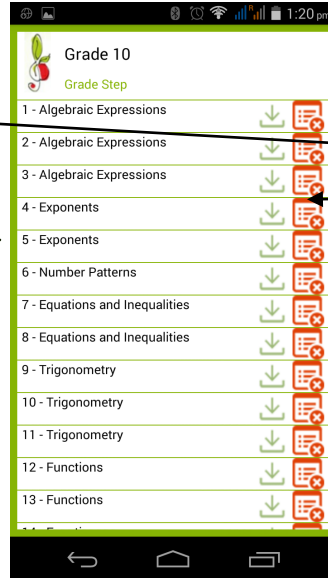 1:20 pm
Grade 10
Grade Step
1 - Algebraic Expressions
2 - Algebraic Expressions
3 - Algebraic Expressions
4 - Exponents
5 - Exponents
6 - Number Patterns
7 - Equations and Inequalities
8 - Equations and Inequalities
9 - Trigonometry
10 - Trigonometry
11 - Trigonometry
12 - Functions
13 - Functions